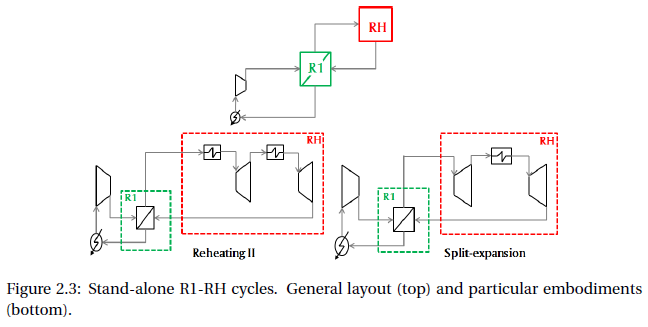 RH
R1
RH
RH
R1
R1
Reheating II
Split-expansion
Figure 2.3: Stand-alone R1-RH cycles. General layout (top) and particular embodiments
(bottom).